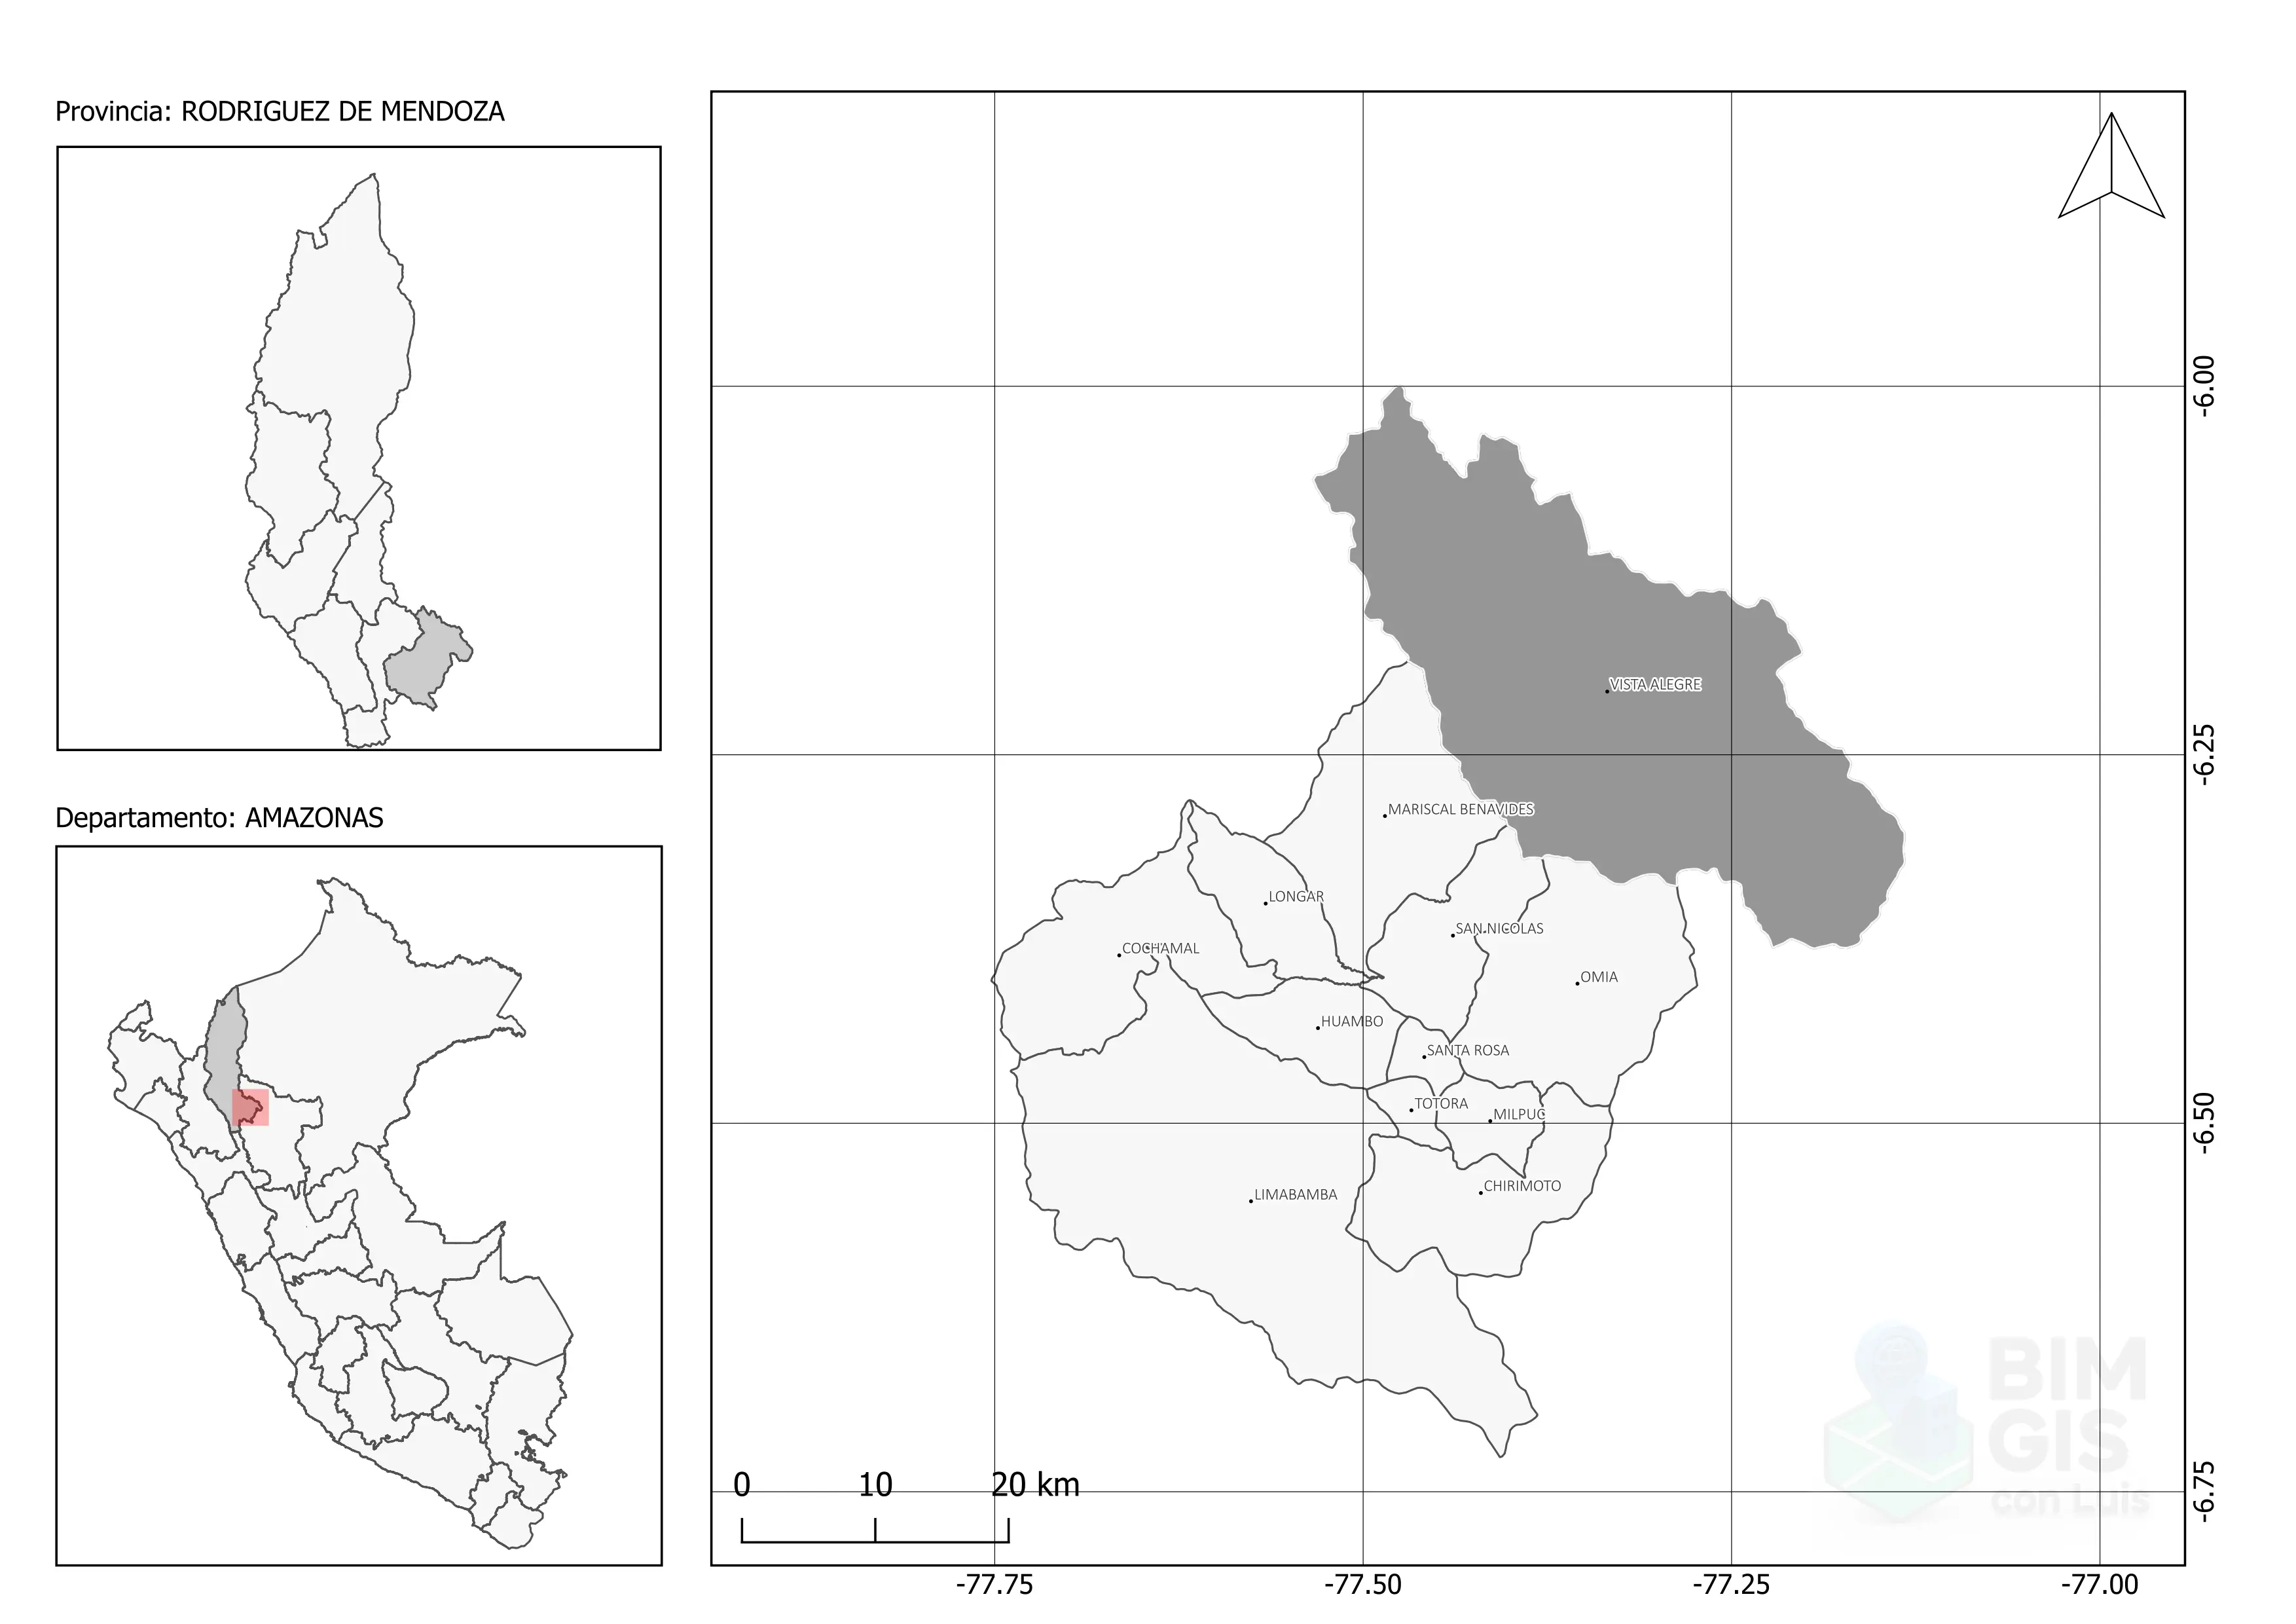 Provincia: RODRIGUEZ DE MENDOZA
Departamento: AMAZONAS
-6.00
VISTA ALEGRE
-6.25
MARISCAL BENAVIDES
LONGAR
SAN NICOLAS
COCHAMAL
OMIA
HUAMBO
SANTA ROSA
TOTORA
MILPUC
-6.50
CHIRIMOTO
LIMABAMBA
BIM
GIS
con Luis
0 10 20 km
-6.75
-77.75 -77.50 -77.25 -77.00